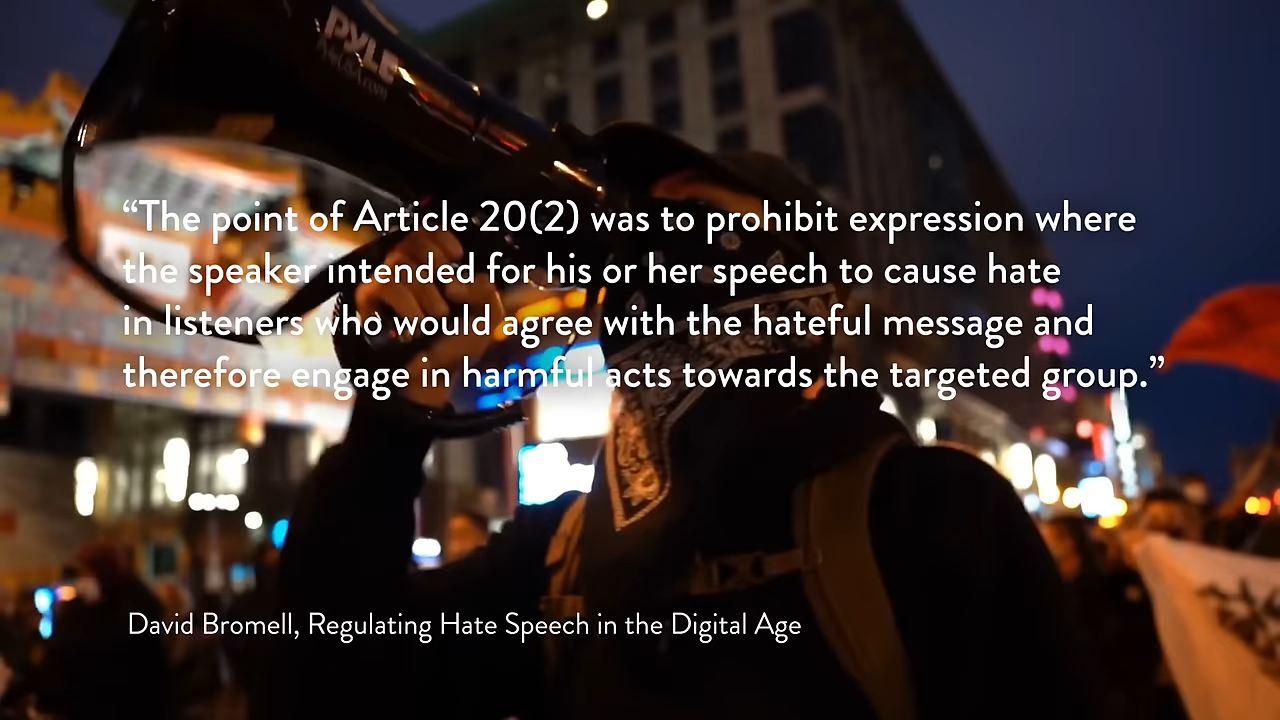 PYLE
“The point of Article 20(2) was to prohibit expression where
the speaker intended for his or her speech to cause hate
in listeners who would agree with the hateful message and
therefore engage in harmful acts towards the targeted group.”
David Bromell, Regulating Hate Speech in the Digital Age